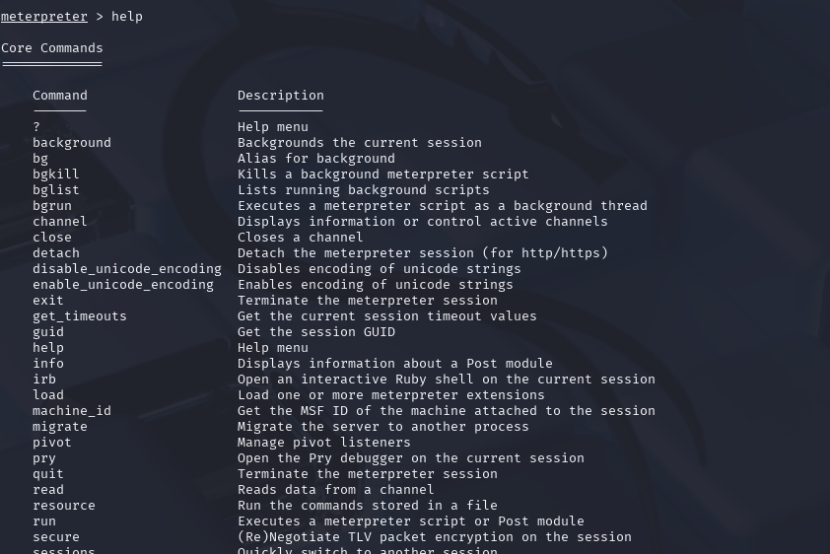 meterpreter > help
Core Commands
Command Description
? Help menu
background Backgrounds the current session
bg Alias for background
bgkill Kills a background meterpreter script
bglist Lists running background scripts
bgrun Executes a meterpreter script as a background thread
channel Displays information or control active channels
close Closes a channel
detach Detach the meterpreter session (for http/https)
disable_unicode_encoding Disables encoding of unicode strings
enable_unicode_encoding Enables encoding of unicode strings
exit Terminate the meterpreter session
get_timeouts Get the current session timeout values
guid Get the session GUID
help Help menu
info Displays information about a Post module
irb Open an interactive Ruby shell on the current session
load Load one or more meterpreter extensions
machine_id Get the MSF ID of the machine attached to the session
migrate Migrate the server to another process
pivot Manage pivot listeners
pry Open the Pry debugger on the current session
quit Terminate the meterpreter session
read Reads data from a channel
resource Run the commands stored in a file
run Executes a meterpreter script or Post module
secure (Re)Negotiate TLV packet encryption on the session
sessions Quickly switch to another session